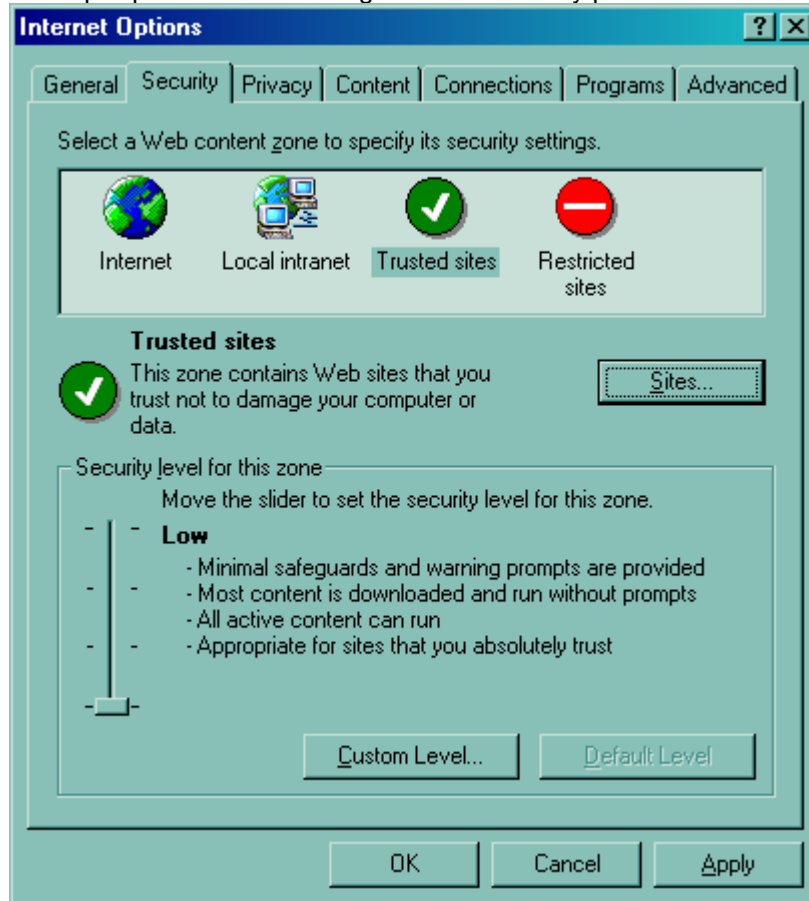 Internet Options
General Security Privacy Content Connections Programs Advanced
Select a Web content zone to specify its security settings.
Internet Local intranet Trusted sites Restricted sites
Trusted sites
This zone contains Web sites that you
trust not to damage your computer or
data.
Sites...
Security level for this zone
Move the slider to set the security level for this zone.
Low
- Minimal safeguards and warning prompts are provided
- Most content is downloaded and run without prompts
- All active content can run
- Appropriate for sites that you absolutely trust
Custom Level... Default Level
OK Cancel Apply